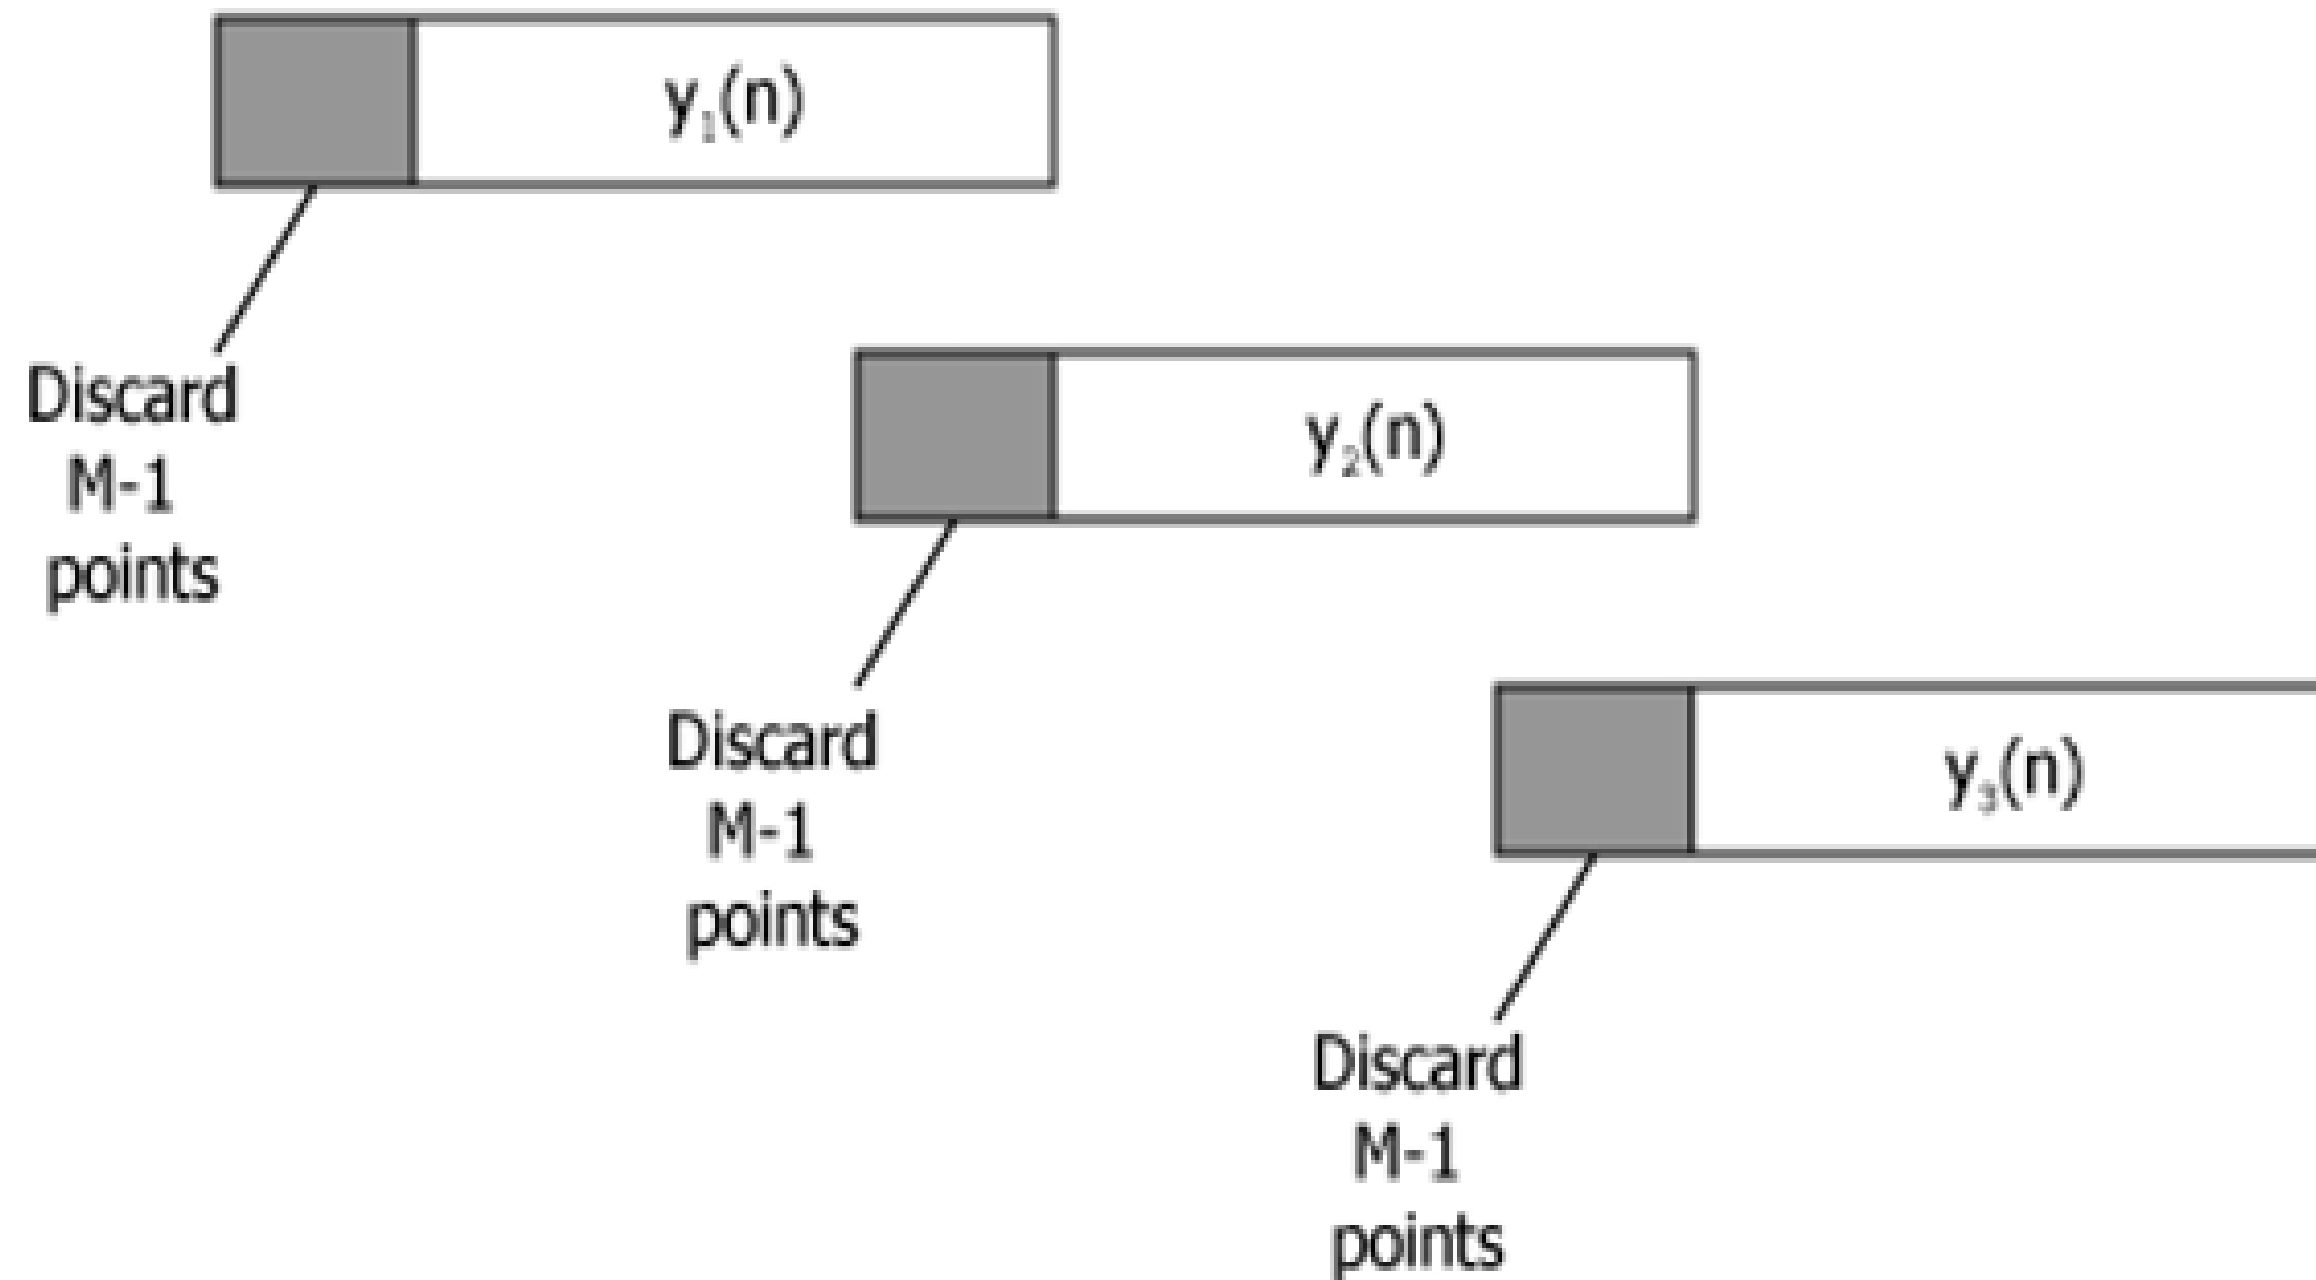 y₁(n)
Discard
M-1
points
y₂(n)
Discard
M-1
points
y₃(n)
Discard
M-1
points